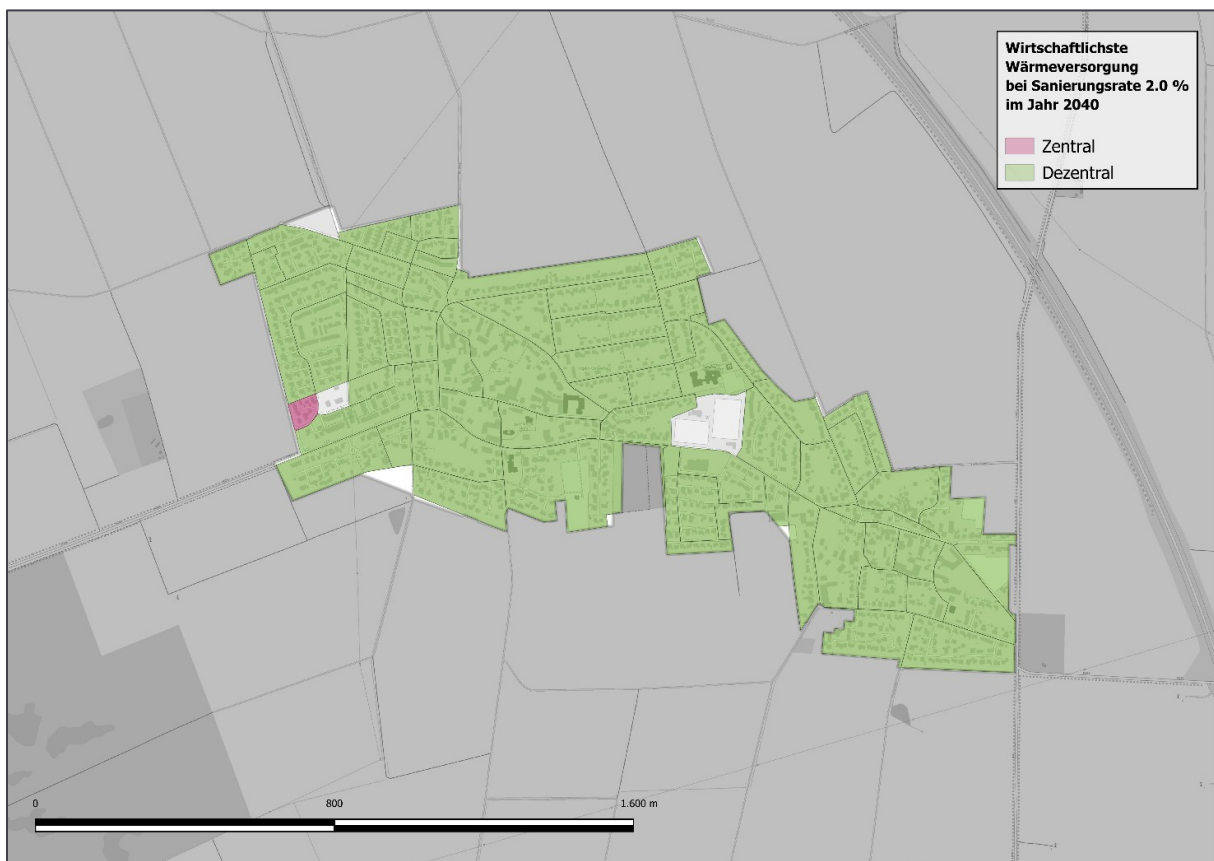 Wirtschaftlichste
Wärmeversorgung
bei Sanierungsrate 2.0 %
im Jahr 2040
Zentral
Dezentral
0 800 1.600 m